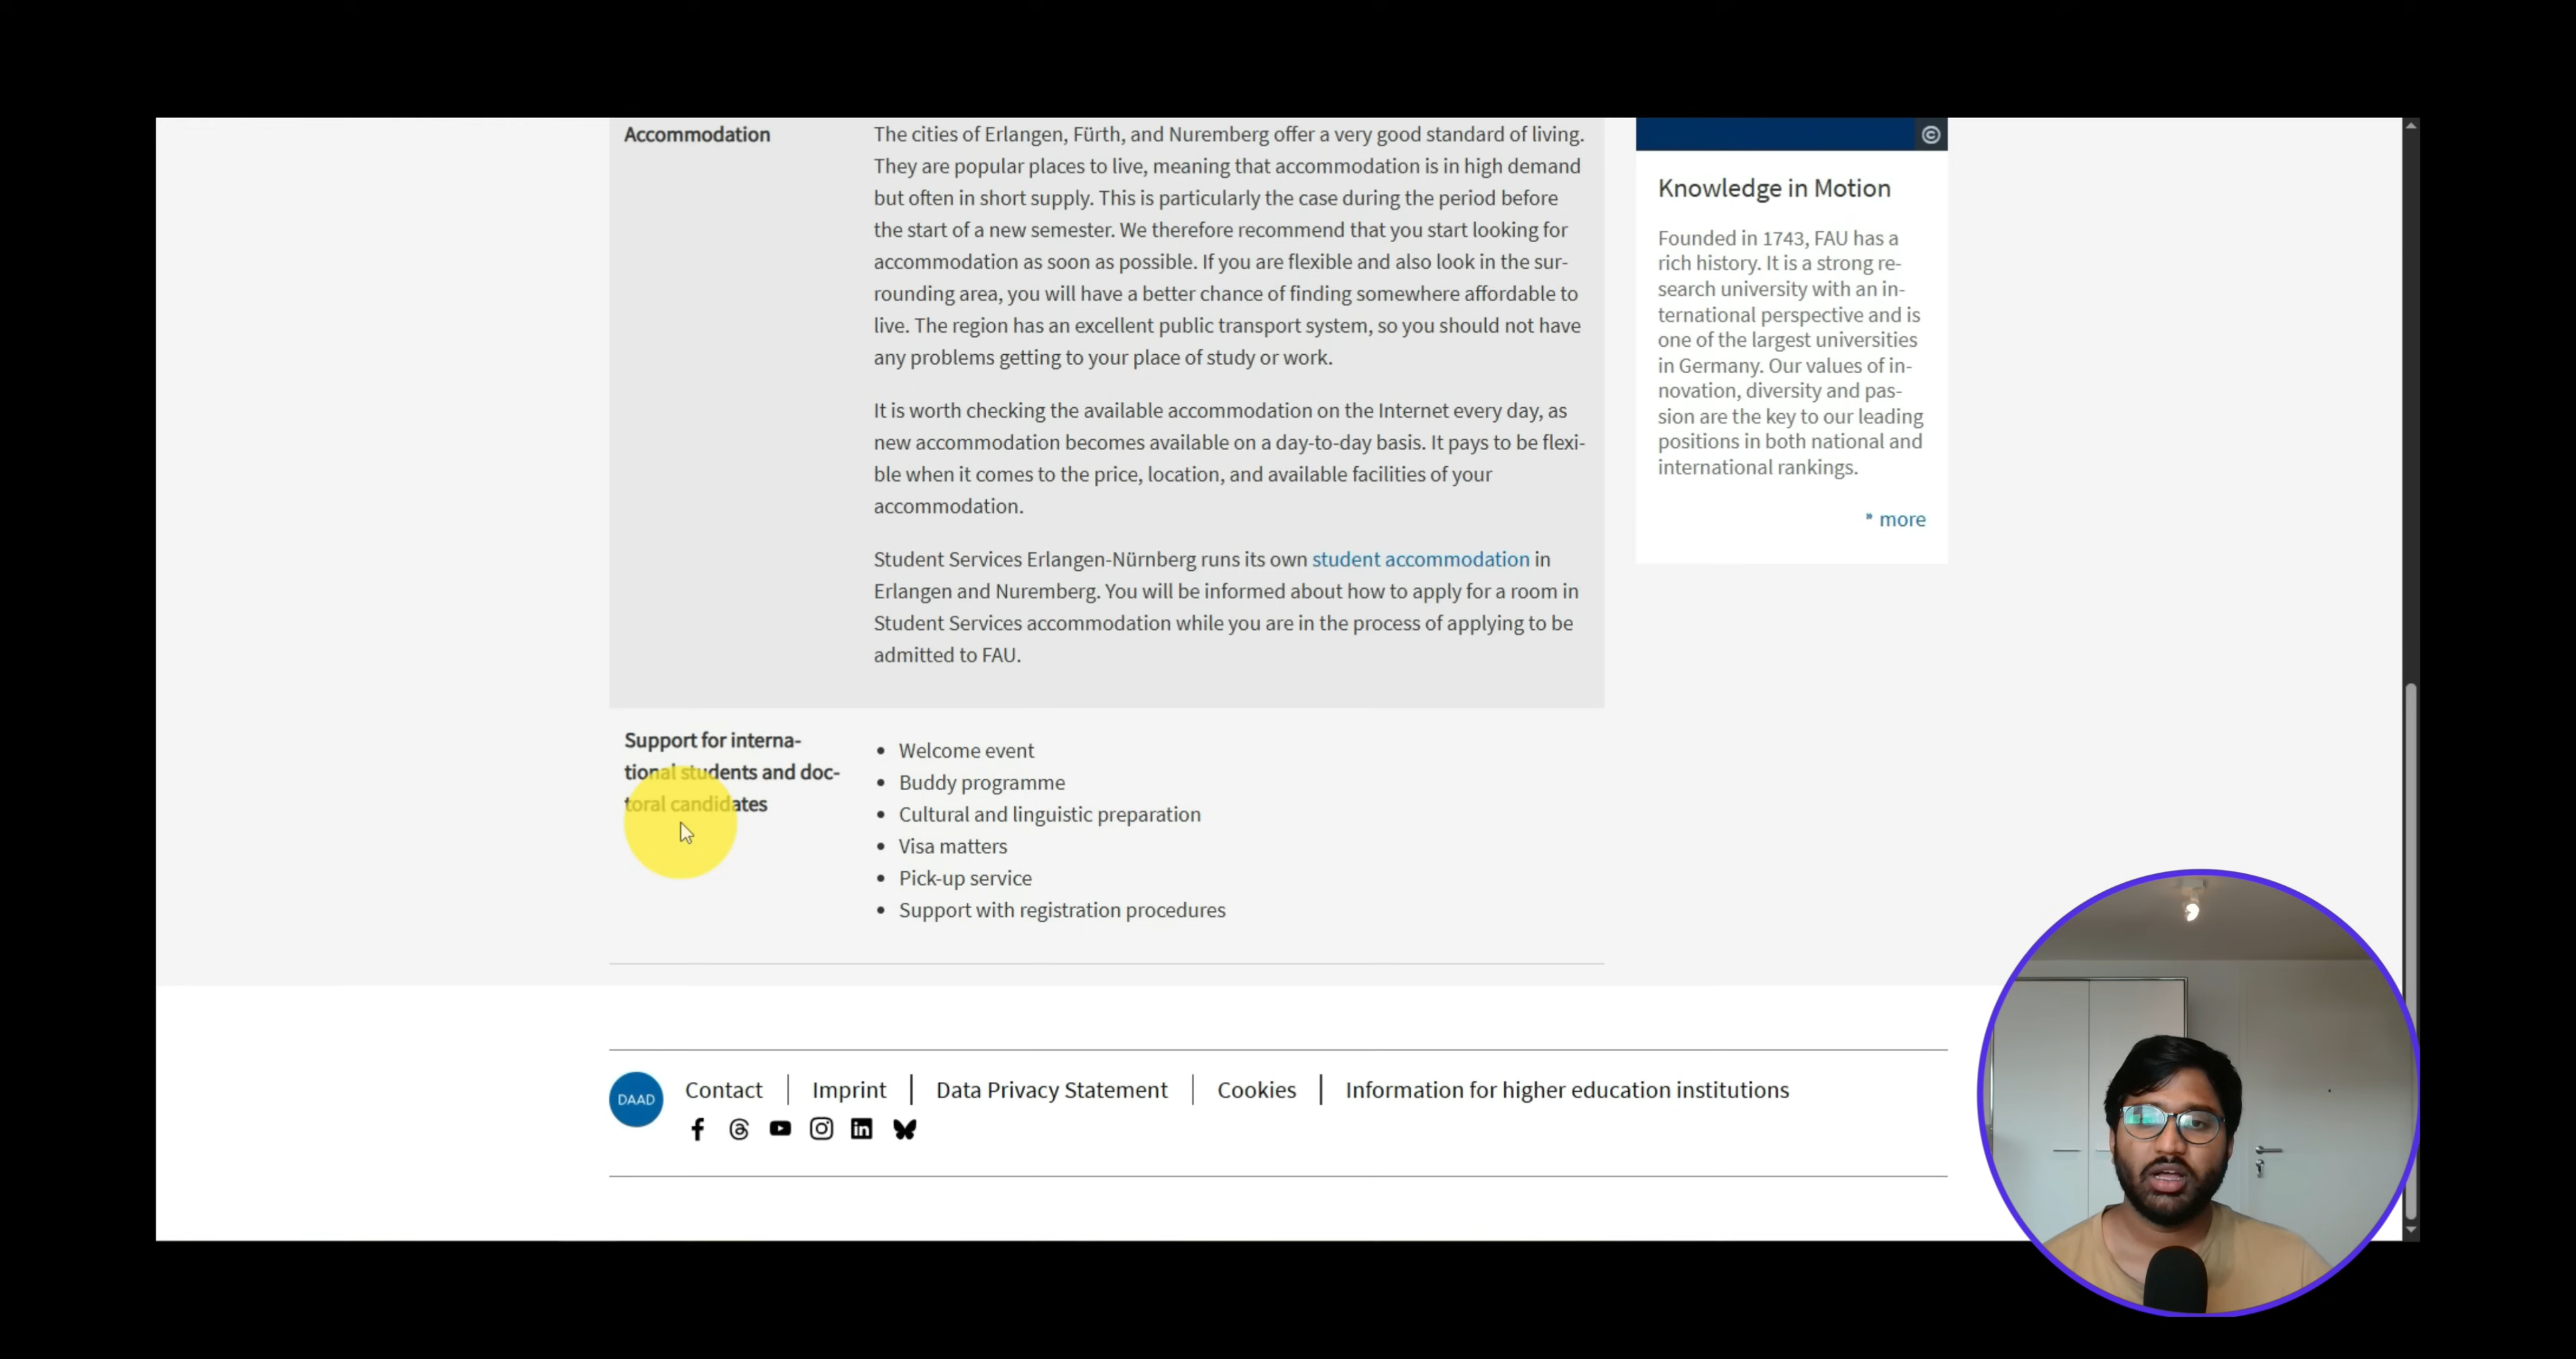 Accommodation
The cities of Erlangen, Fürth, and Nuremberg offer a very good standard of living.
They are popular places to live, meaning that accommodation is in high demand
but often in short supply. This is particularly the case during the period before
the start of a new semester. We therefore recommend that you start looking for
accommodation as soon as possible. If you are flexible and also look in the sur-
rounding area, you will have a better chance of finding somewhere affordable to
live. The region has an excellent public transport system, so you should not have
any problems getting to your place of study or work.
It is worth checking the available accommodation on the Internet every day, as
new accommodation becomes available on a day-to-day basis. It pays to be flexi-
ble when it comes to the price, location, and available facilities of your
accommodation.
Student Services Erlangen-Nürnberg runs its own student accommodation in
Erlangen and Nuremberg. You will be informed about how to apply for a room in
Student Services accommodation while you are in the process of applying to be
admitted to FAU.
Support for interna-
tional students and doc-
toral candidates
• Welcome event
• Buddy programme
• Cultural and linguistic preparation
• Visa matters
• Pick-up service
• Support with registration procedures
©
Knowledge in Motion
Founded in 1743, FAU has a
rich history. It is a strong re-
search university with an in-
ternational perspective and is
one of the largest universities
in Germany. Our values of in-
novation, diversity and pas-
sion are the key to our leading
positions in both national and
international rankings.
» more
DAAD
Contact | Imprint | Data Privacy Statement | Cookies | Information for higher education institutions